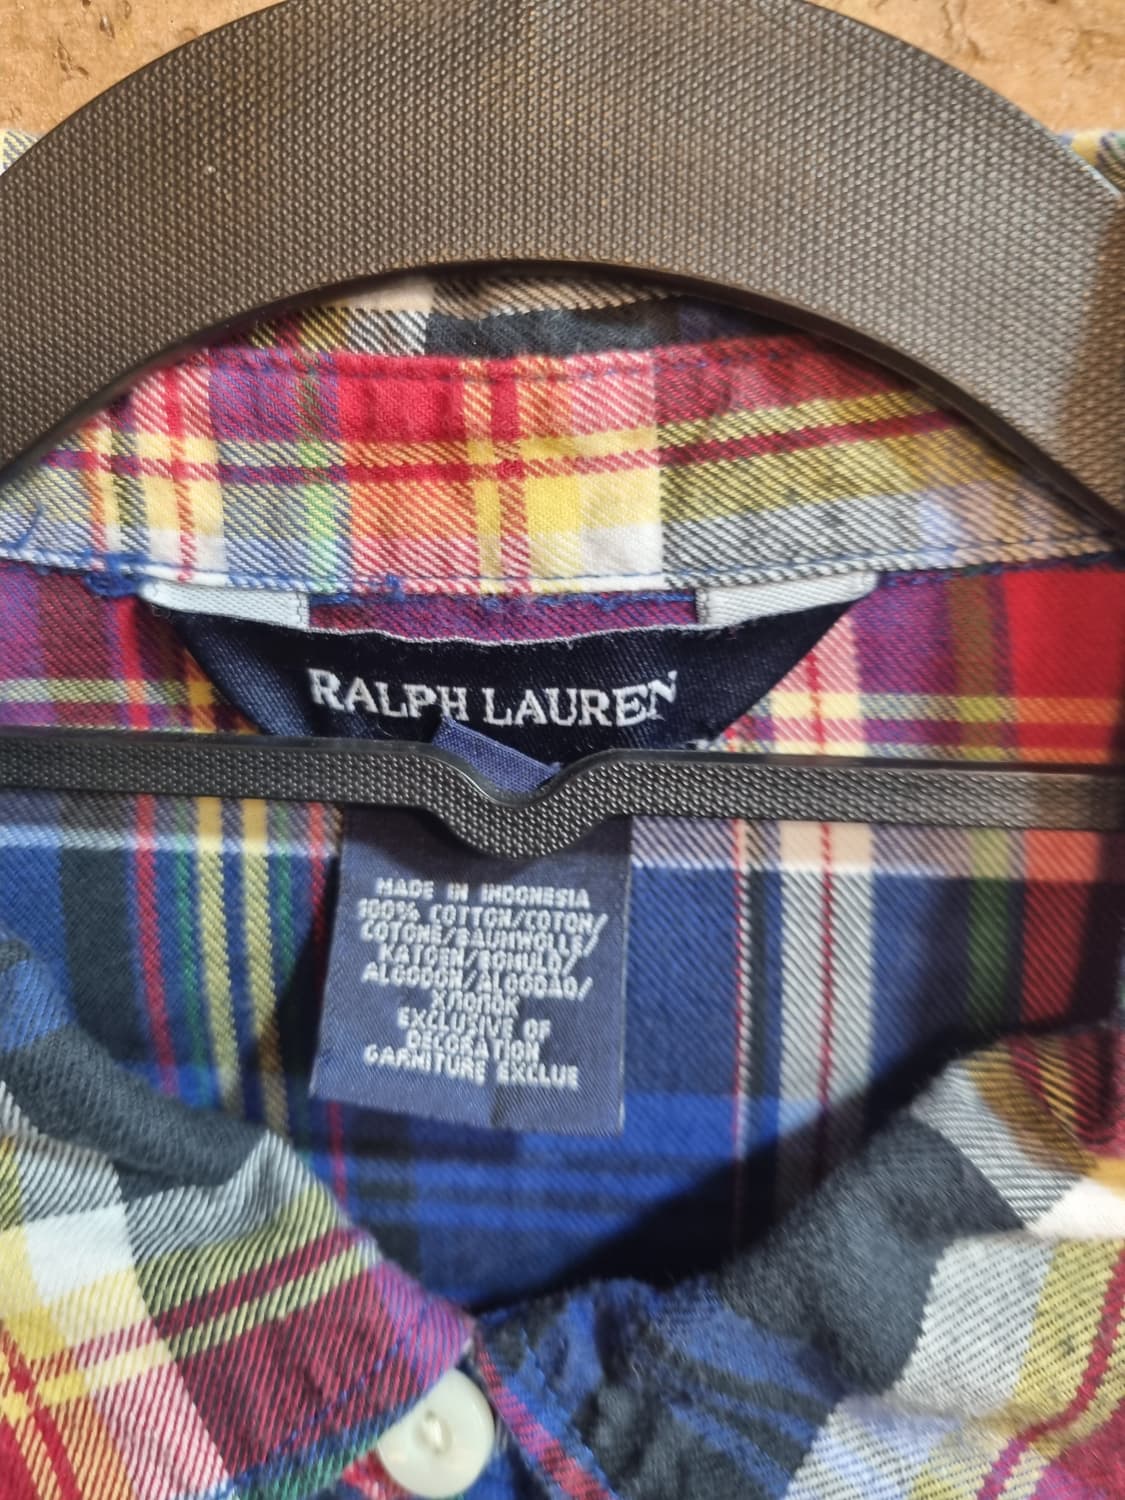 RALPH LAUREN
MADE IN INDONESIA
100% COTTON/COTON/
COTONE/BAUMWOLLE/
KATOEN/BOMULD/
ALGODON/ALGODAO/
ХЛОПОК
EXCLUSIVE OF
DECORATION
GARNITURE EXCLUE